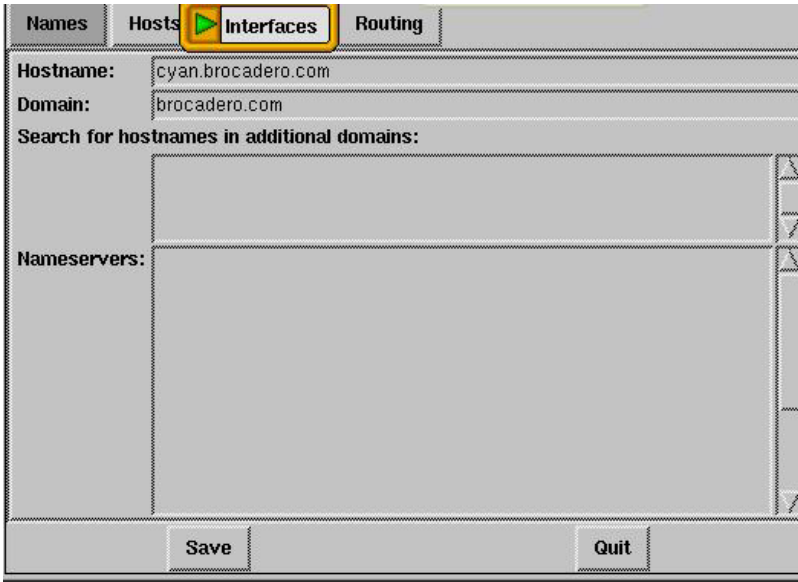 Names Hosts Interfaces Routing
Hostname: cyan.brocadero.com
Domain: brocadero.com
Search for hostnames in additional domains:
Nameservers:
Save Quit